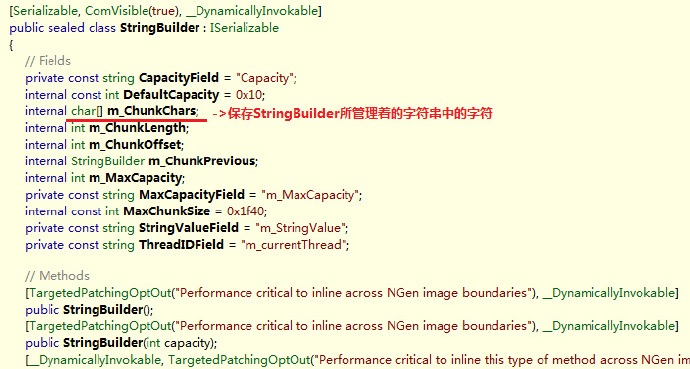 [Serializable, ComVisible(true), __DynamicallyInvokable]
public sealed class StringBuilder : ISerializable
{
// Fields
private const string CapacityField = "Capacity";
internal const int DefaultCapacity = 0x10;
internal char[] m_ChunkChars; ->保存StringBuilder所管理着的字符串中的字符
internal int m_ChunkLength;
internal int m_ChunkOffset;
internal StringBuilder m_ChunkPrevious;
internal int m_MaxCapacity;
private const string MaxCapacityField = "m_MaxCapacity";
internal const int MaxChunkSize = 0x1f40;
private const string StringValueField = "m_StringValue";
private const string ThreadIDField = "m_currentThread";
// Methods
[TargetedPatchingOptOut("Performance critical to inline across NGen image boundaries"), __DynamicallyInvokable]
public StringBuilder();
[TargetedPatchingOptOut("Performance critical to inline across NGen image boundaries"), __DynamicallyInvokable]
public StringBuilder(int capacity);
[__DynamicallyInvokable, TargetedPatchingOptOut("Performance critical to inline this type of method across NGen im